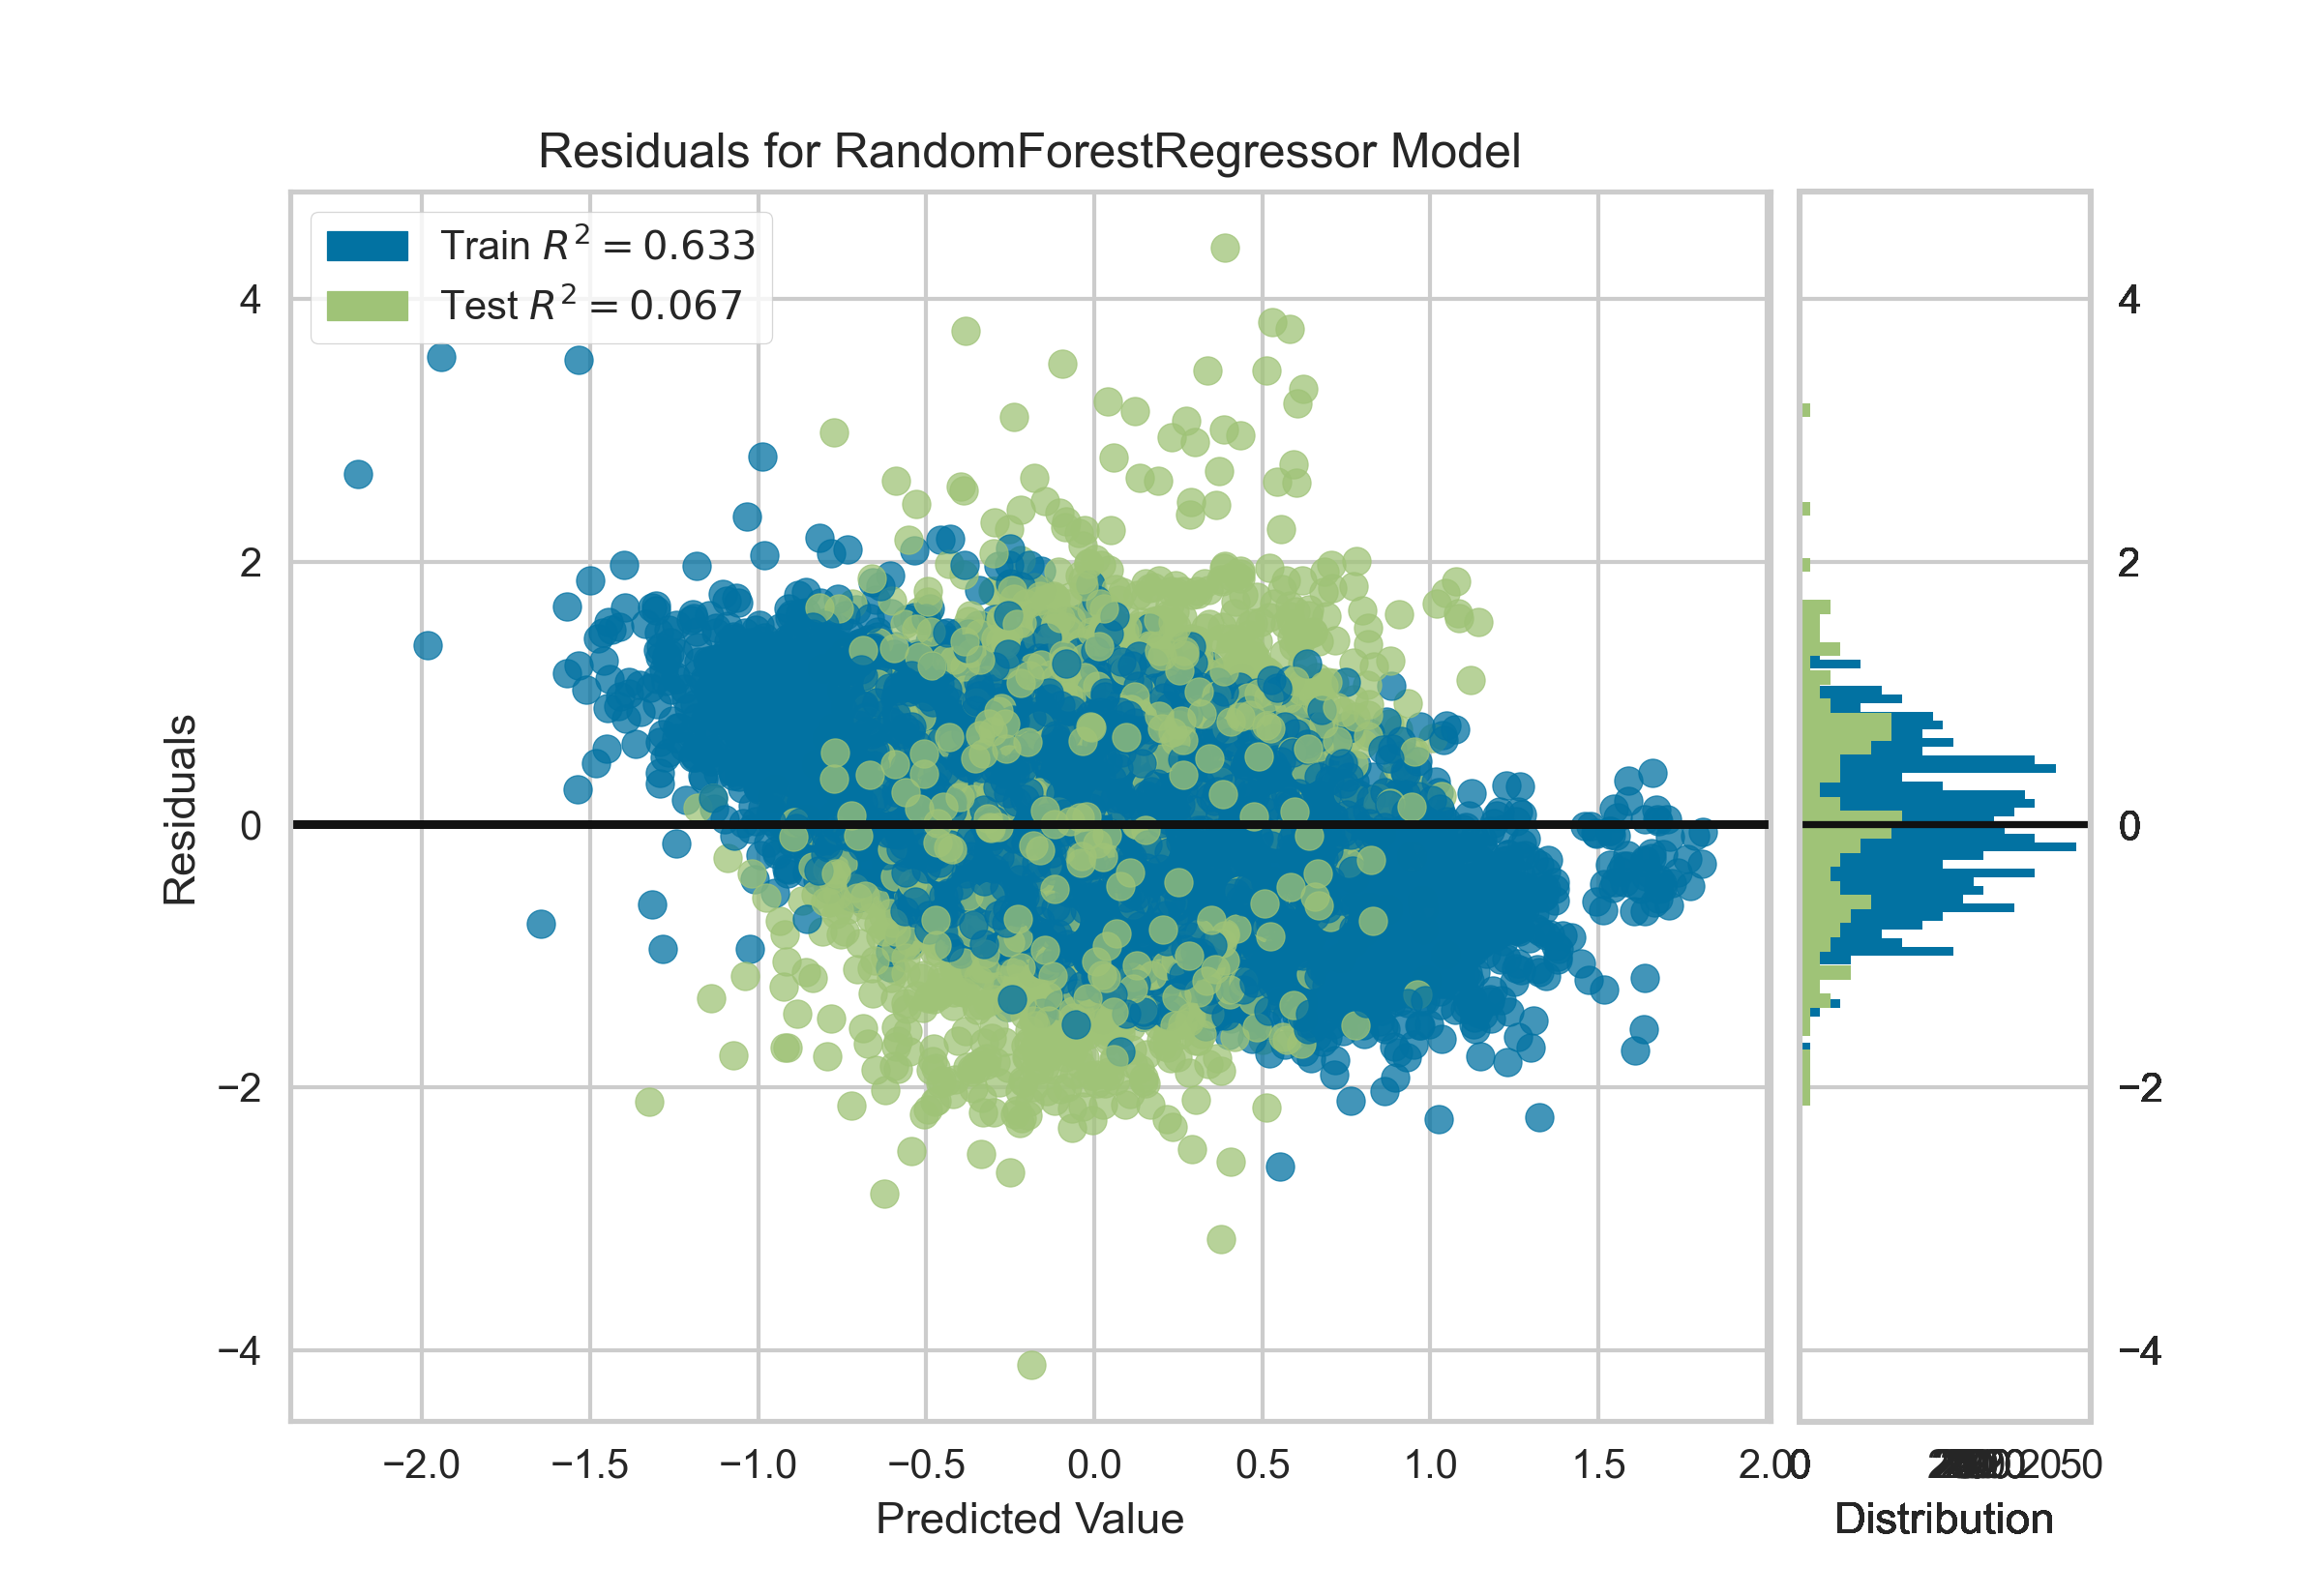 Residuals for RandomForestRegressor Model
Train R² = 0.633
Test R² = 0.067
4
2
0
−2
−4
Residuals
4
2
0
−2
−4
−2.0 −1.5 −1.0 −0.5 0.0 0.5 1.0 1.5 2.0
0 50
Predicted Value
Distribution